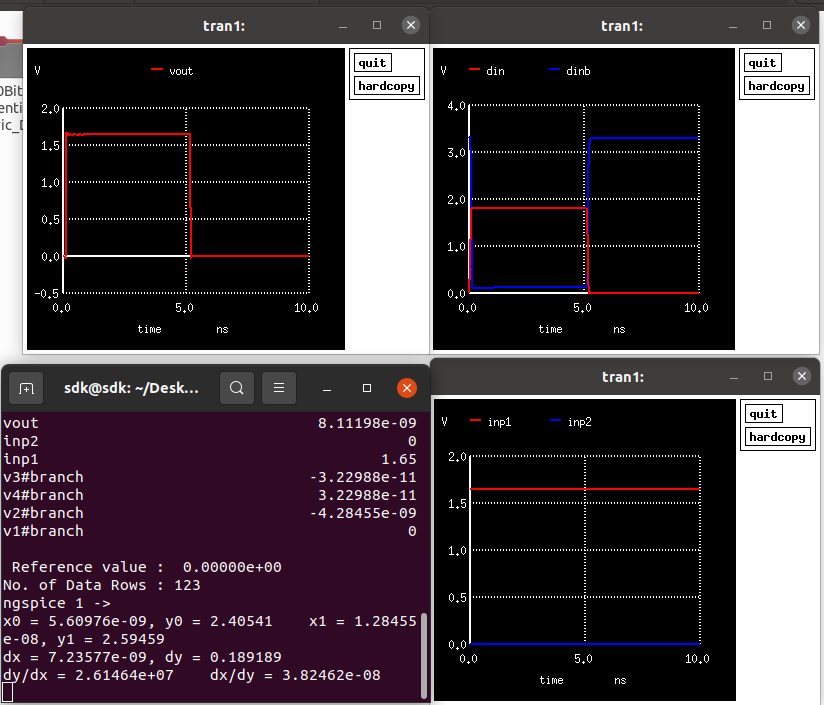 tran1:
tran1:
0Bit
enti
ric_D
V vout
quit
hardcopy
2.0
1.5
1.0
0.5
0.0
-0.5
0.0 5.0 10.0
time ns
V din dinb
quit
hardcopy
4.0
3.0
2.0
1.0
0.0
0.0 5.0 10.0
time ns
sdk@sdk: ~/Desk...
vout 8.11198e-09
inp2 0
inp1 1.65
v3#branch -3.22988e-11
v4#branch 3.22988e-11
v2#branch -4.28455e-09
v1#branch 0
Reference value :  0.00000e+00
No. of Data Rows : 123
ngspice 1 ->
x0 = 5.60976e-09, y0 = 2.40541    x1 = 1.28455
e-08, y1 = 2.59459
dx = 7.23577e-09, dy = 0.189189
dy/dx = 2.61464e+07    dx/dy = 3.82462e-08
tran1:
V inp1 inp2
quit
hardcopy
2.0
1.5
1.0
0.5
0.0
0.0 5.0 10.0
time ns